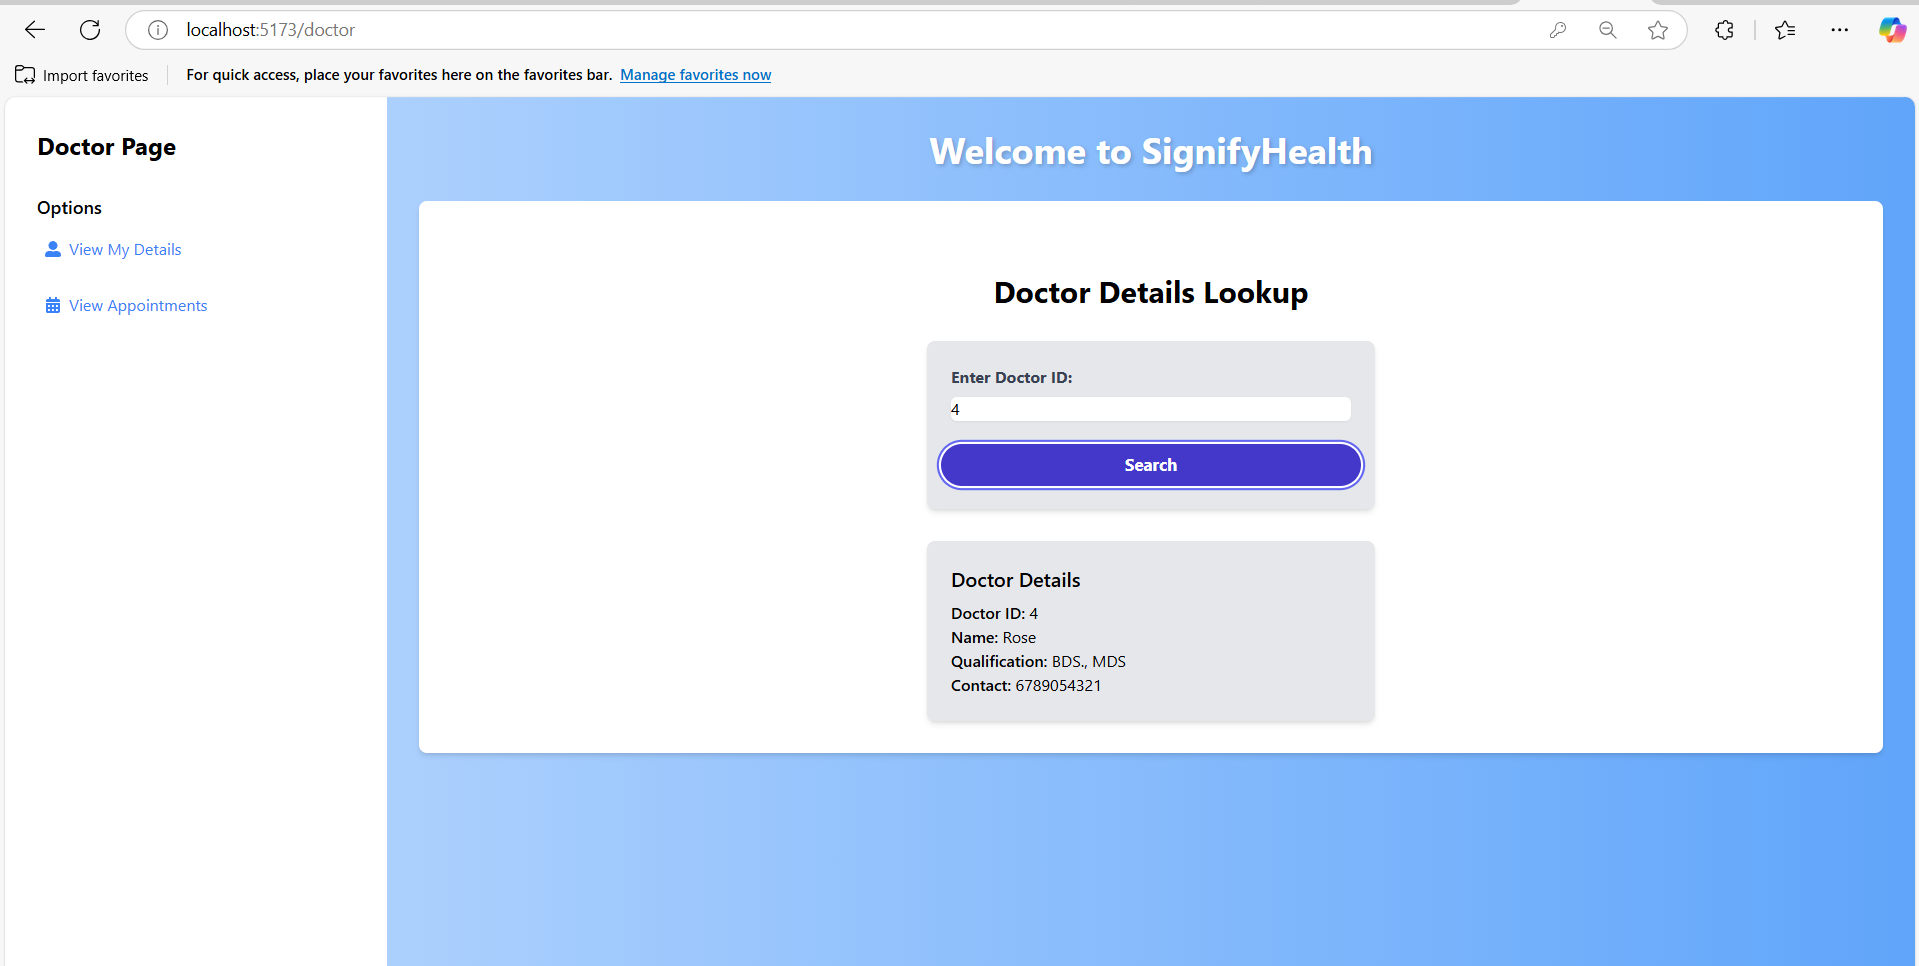 localhost:5173/doctor
Import favorites
For quick access, place your favorites here on the favorites bar. Manage favorites now
Doctor Page
Options
View My Details
View Appointments
Welcome to SignifyHealth
Doctor Details Lookup
Enter Doctor ID:
4
Search
Doctor Details
Doctor ID: 4
Name: Rose
Qualification: BDS., MDS
Contact: 6789054321